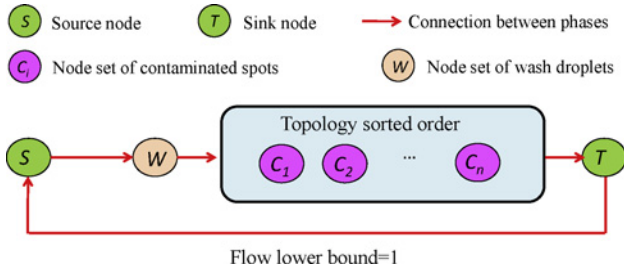 S Source node
T Sink node
Connection between phases
Ci Node set of contaminated spots
W Node set of wash droplets
Topology sorted order
S W C1 C2 ... Cn T
Flow lower bound=1